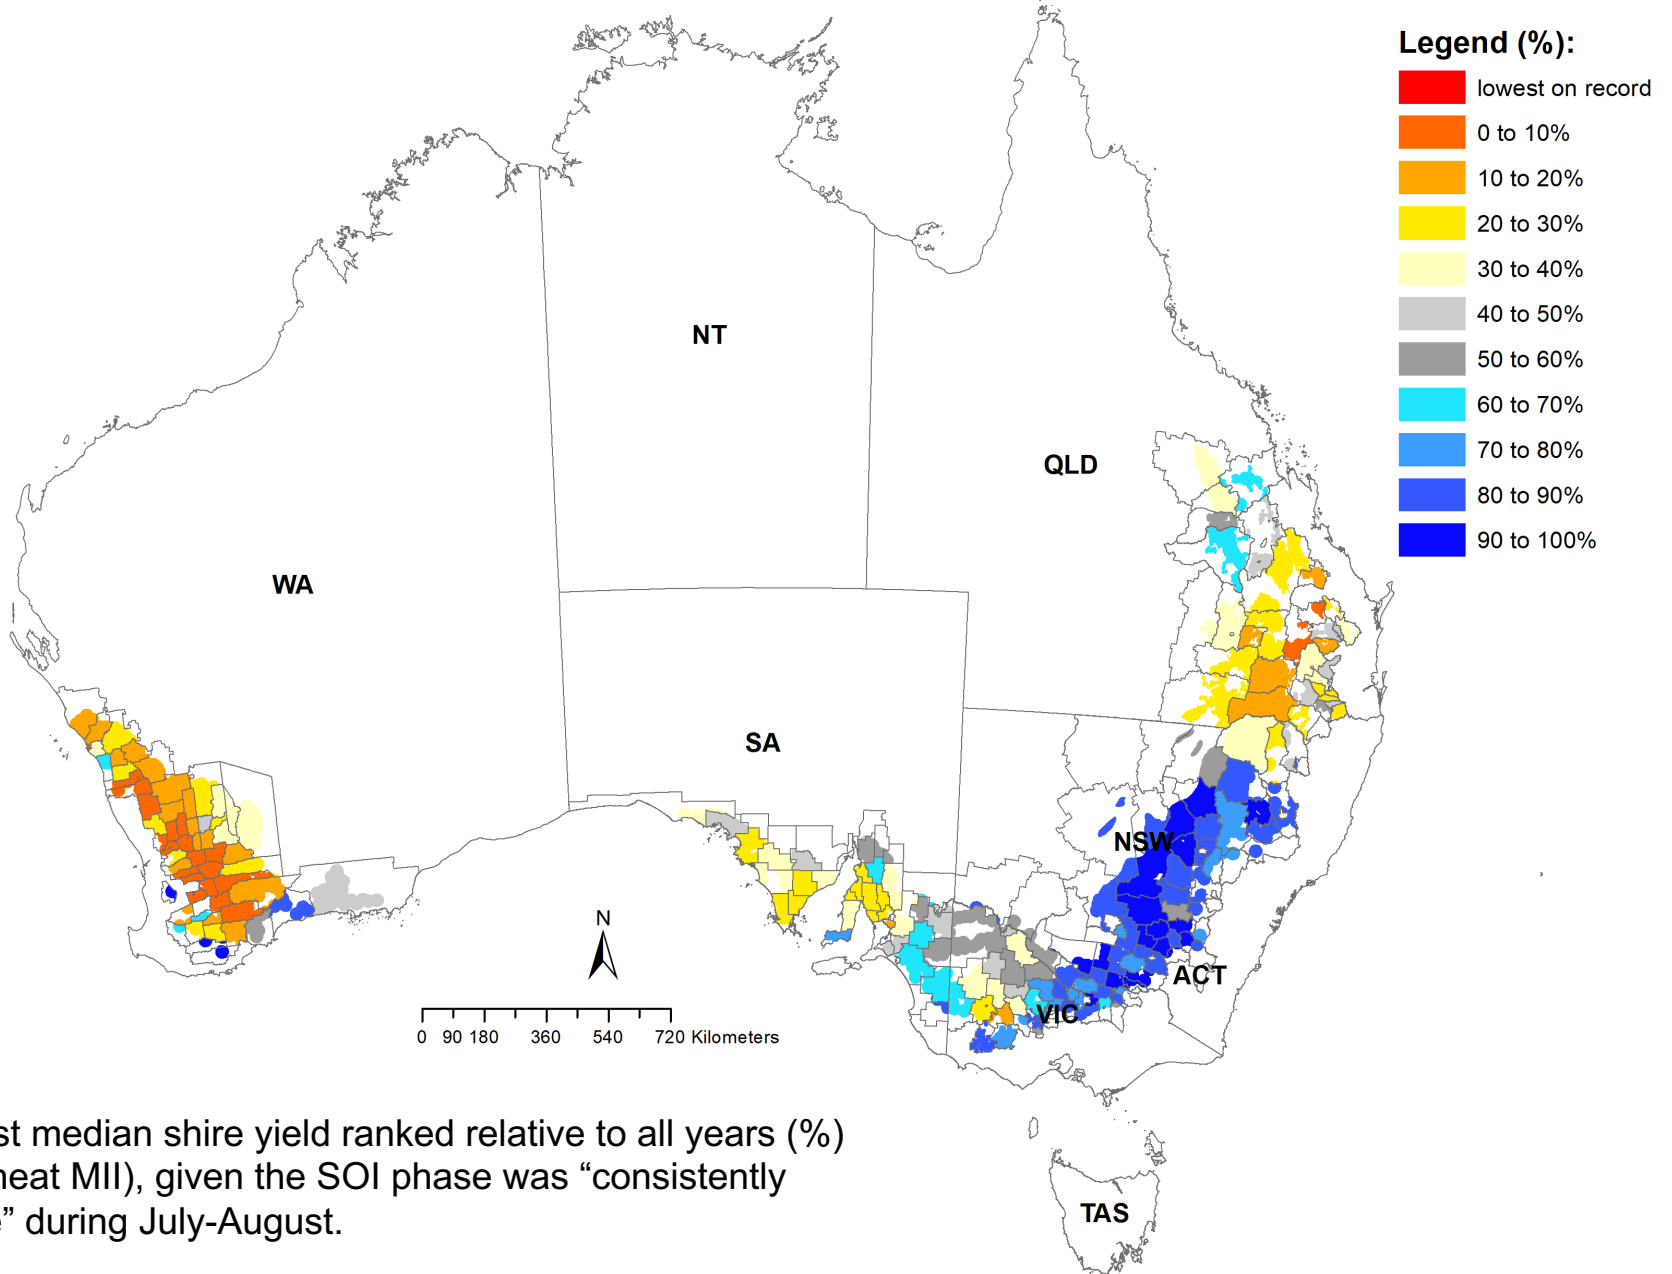 Legend (%):
lowest on record
0 to 10%
10 to 20%
20 to 30%
30 to 40%
40 to 50%
50 to 60%
60 to 70%
70 to 80%
80 to 90%
90 to 100%
NT
QLD
WA
SA
NSW
ACT
VIC
TAS
N
0 90 180 360 540 720 Kilometers
st median shire yield ranked relative to all years (%)
heat MII), given the SOI phase was “consistently
” during July-August.